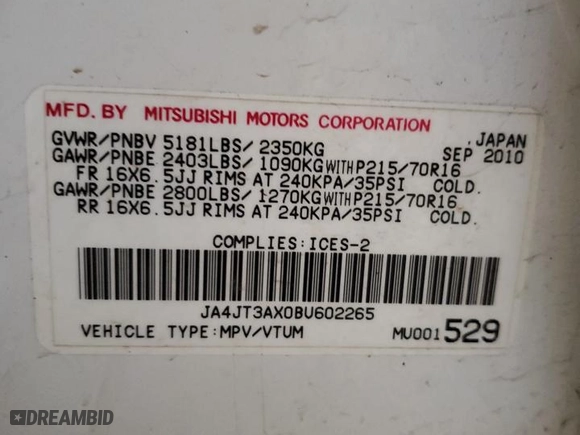 MFD. BY MITSUBISHI MOTORS CORPORATION
GVWR/PNBV 5181LBS/ 2350KG , JAPAN
GAWR/PNBE 2403LBS/ 1090KG WITH P215/70R16 SEP 2010
FR 16X6.5JJ RIMS AT 240KPA/35PSI COLD.
GAWR/PNBE 2800LBS/ 1270KG WITH P215/70R16
RR 16X6.5JJ RIMS AT 240KPA/35PSI COLD.
COMPLIES:ICES-2
JA4JT3AX0BU602265
VEHICLE TYPE:MPV/VTUM MU001529
DREAMBID